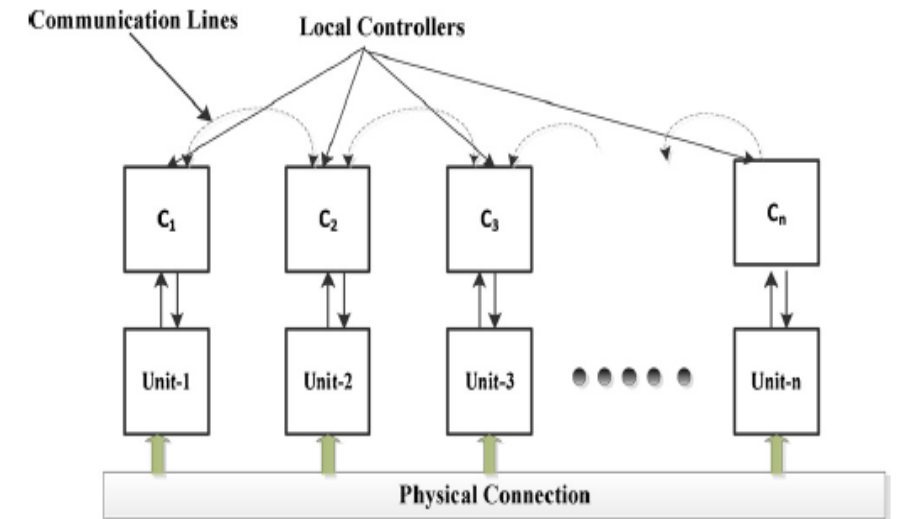 Communication Lines
Local Controllers
C₁
C₂
C₃
Cₙ
Unit-1
Unit-2
Unit-3
Unit-n
Physical Connection